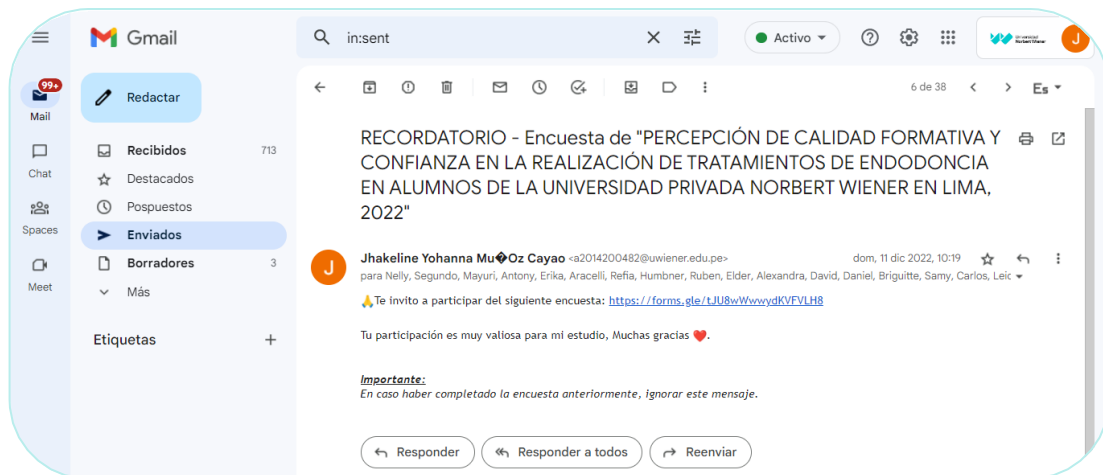 Gmail
in:sent
Activo
Universidad
Norbert Wiener
J
99+
Mail
Redactar
6 de 38
Es
Chat
Spaces
Meet
Recibidos 713
Destacados
Pospuestos
Enviados
Borradores 3
Más
Etiquetas +
RECORDATORIO - Encuesta de "PERCEPCIÓN DE CALIDAD FORMATIVA Y
CONFIANZA EN LA REALIZACIÓN DE TRATAMIENTOS DE ENDODONCIA
EN ALUMNOS DE LA UNIVERSIDAD PRIVADA NORBERT WIENER EN LIMA,
2022"
J
Jhakeline Yohanna Mu�Oz Cayao <a2014200482@uwiener.edu.pe> dom, 11 dic 2022, 10:19
para Nelly, Segundo, Mayuri, Antony, Erika, Aracelli, Refia, Humbner, Ruben, Elder, Alexandra, David, Daniel, Briguitte, Samy, Carlos, Leic
🙏Te invito a participar del siguiente encuesta: https://forms.gle/tJU8wWwwydKVFVLH8
Tu participación es muy valiosa para mi estudio, Muchas gracias ❤️.
Importante:
En caso haber completado la encuesta anteriormente, ignorar este mensaje.
Responder
Responder a todos
Reenviar